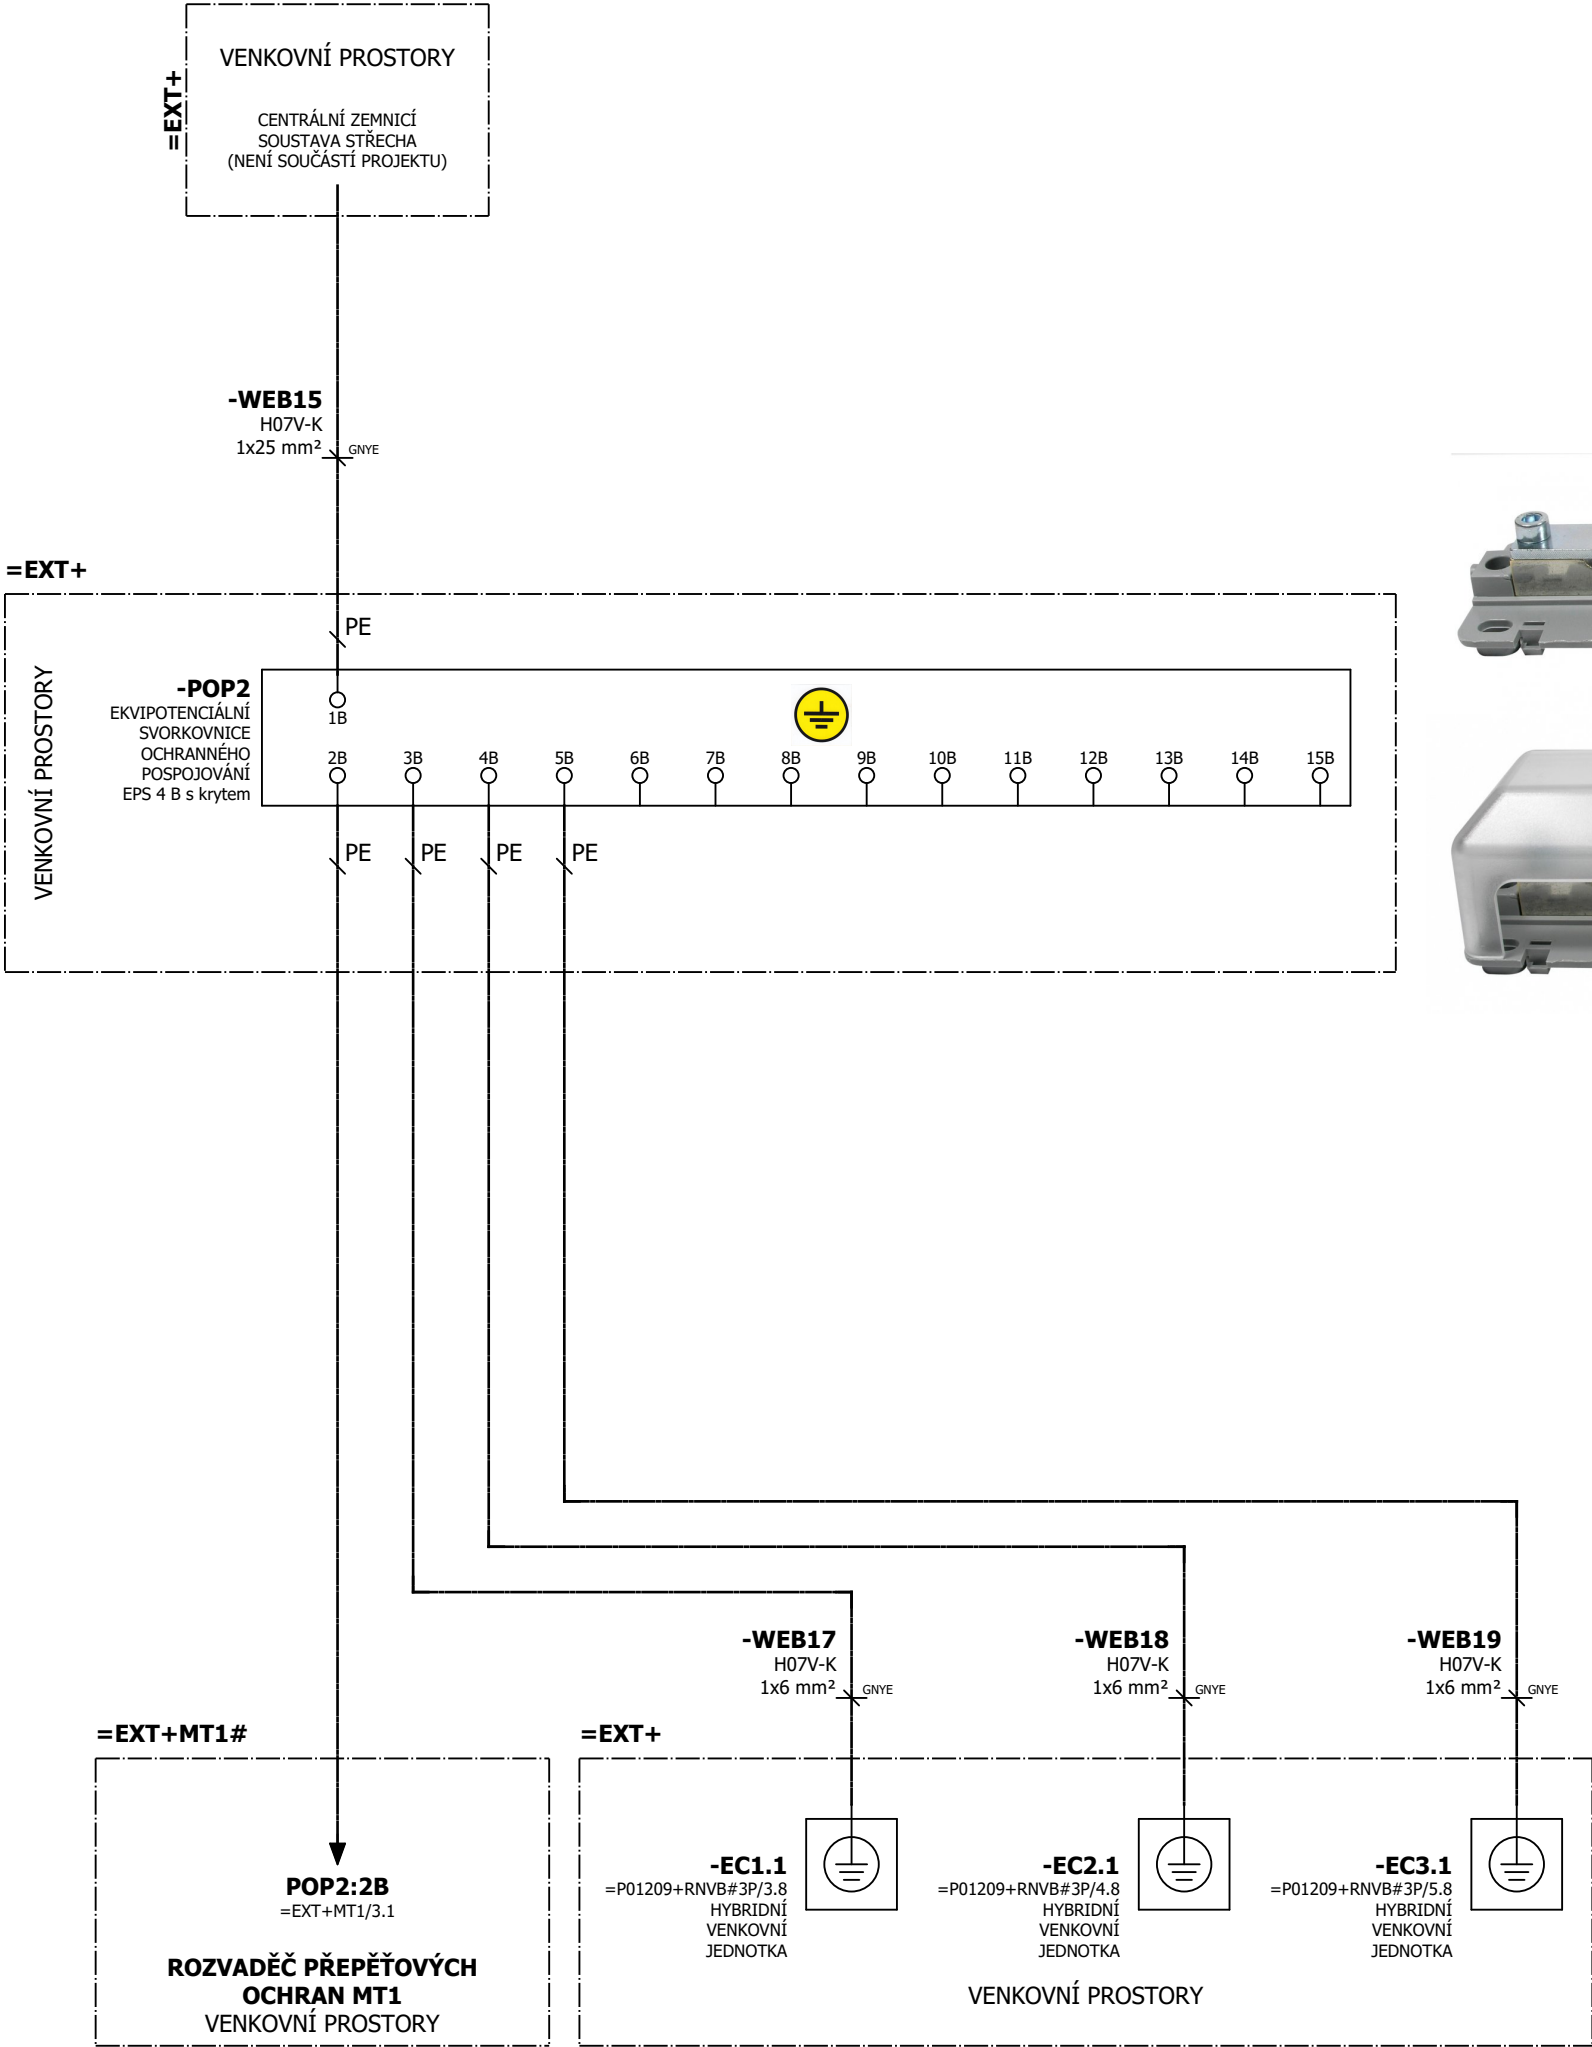 =EXT+
VENKOVNÍ PROSTORY
CENTRÁLNÍ ZEMNICÍ
SOUSTAVA STŘECHA
(NENÍ SOUČÁSTÍ PROJEKTU)
-WEB15
H07V-K
1x25 mm²
GNYE
=EXT+
VENKOVNÍ PROSTORY
PE
-POP2
EKVIPOTENCIÁLNÍ
SVORKOVNICE
OCHRANNÉHO
POSPOJOVÁNÍ
EPS 4 B s krytem
1B
2B 3B 4B 5B 6B 7B 8B 9B 10B 11B 12B 13B 14B 15B
PE PE PE PE
-WEB17
H07V-K
1x6 mm²
GNYE
-WEB18
H07V-K
1x6 mm²
GNYE
-WEB19
H07V-K
1x6 mm²
GNYE
=EXT+MT1#
POP2:2B
=EXT+MT1/3.1
ROZVADĚČ PŘEPĚŤOVÝCH
OCHRAN MT1
VENKOVNÍ PROSTORY
=EXT+
-EC1.1
=P01209+RNVB#3P/3.8
HYBRIDNÍ
VENKOVNÍ
JEDNOTKA
-EC2.1
=P01209+RNVB#3P/4.8
HYBRIDNÍ
VENKOVNÍ
JEDNOTKA
-EC3.1
=P01209+RNVB#3P/5.8
HYBRIDNÍ
VENKOVNÍ
JEDNOTKA
VENKOVNÍ PROSTORY